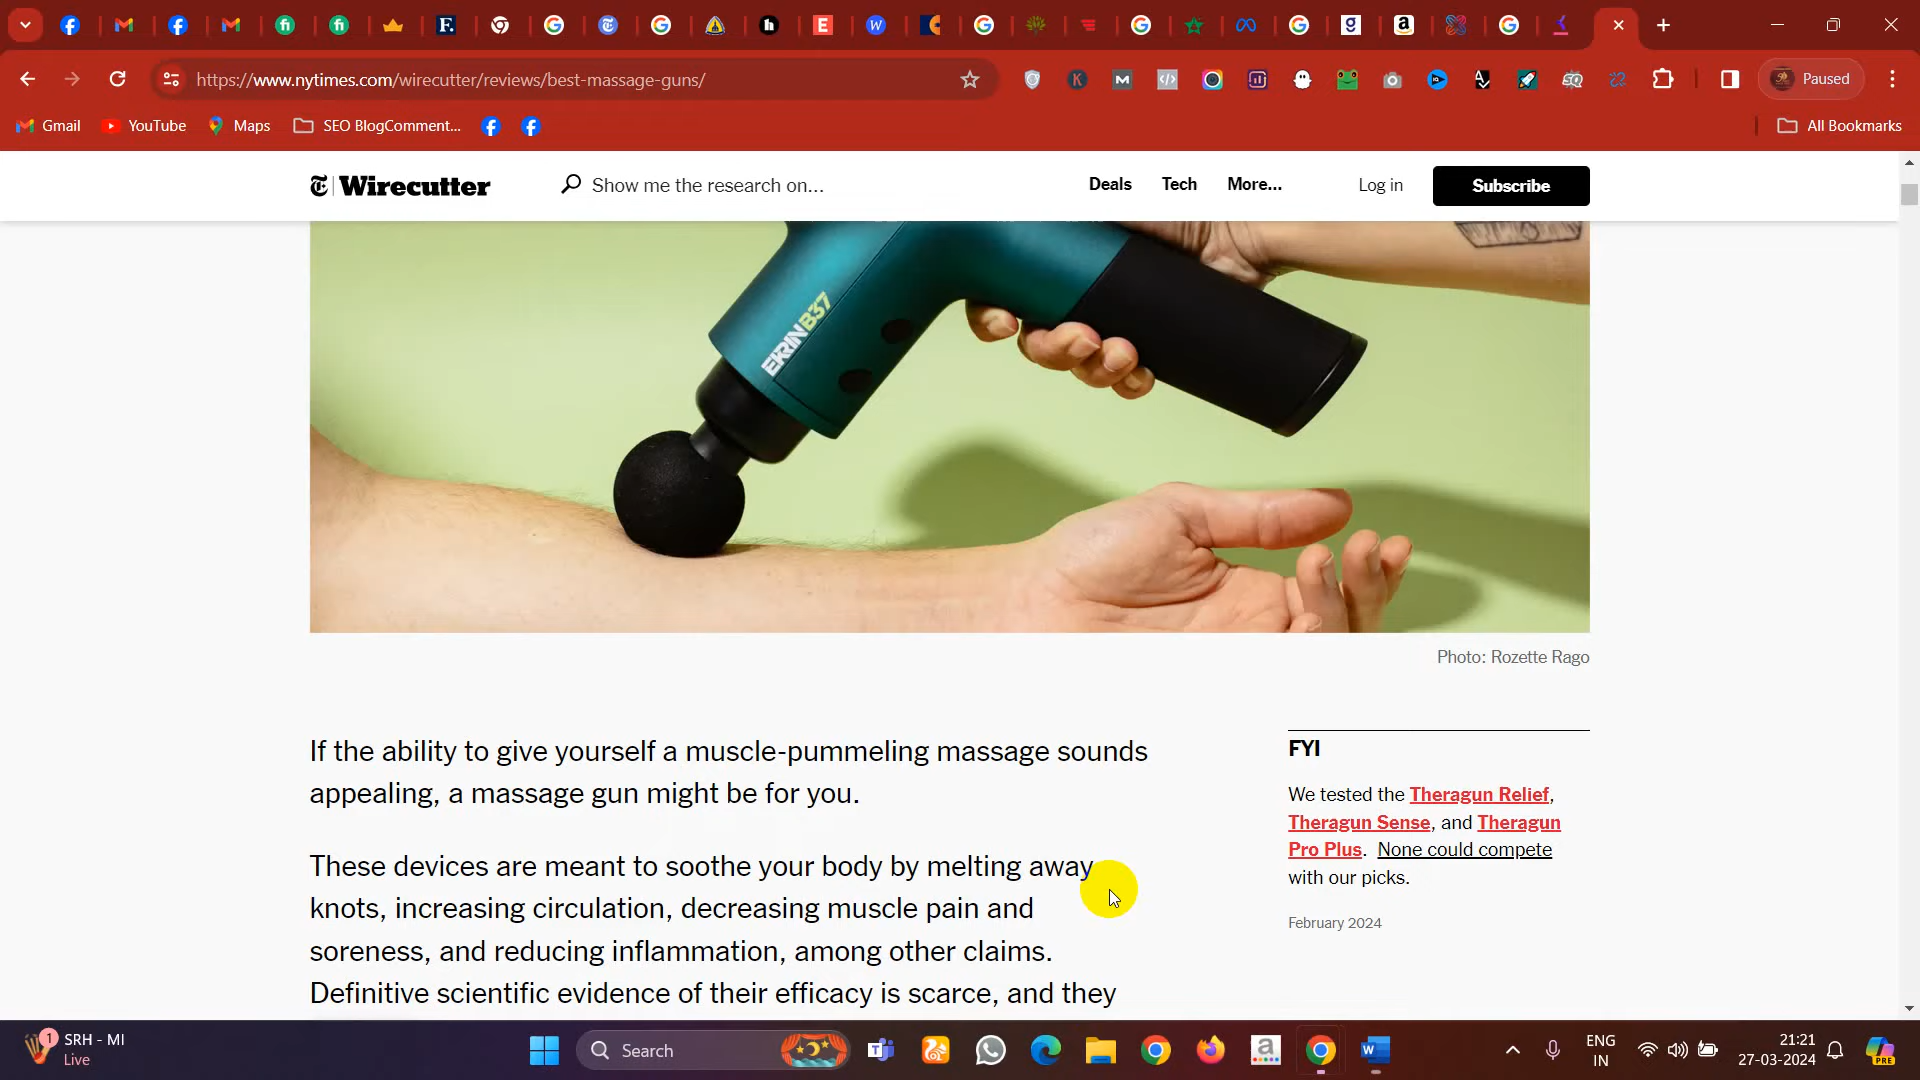 https://www.nytimes.com/wirecutter/reviews/best-massage-guns/
Paused
Gmail
YouTube
Maps
SEO BlogComment...
All Bookmarks
Wirecutter
Show me the research on...
Deals
Tech
More...
Log in
Subscribe
EKRIN B37
Photo: Rozette Rago
If the ability to give yourself a muscle-pummeling massage sounds
appealing, a massage gun might be for you.
These devices are meant to soothe your body by melting away
knots, increasing circulation, decreasing muscle pain and
soreness, and reducing inflammation, among other claims.
Definitive scientific evidence of their efficacy is scarce, and they
FYI
We tested the Theragun Relief,
Theragun Sense, and Theragun
Pro Plus. None could compete
with our picks.
February 2024
1
SRH - MI
Live
Search
ENG
IN
21:21
27-03-2024
PRE